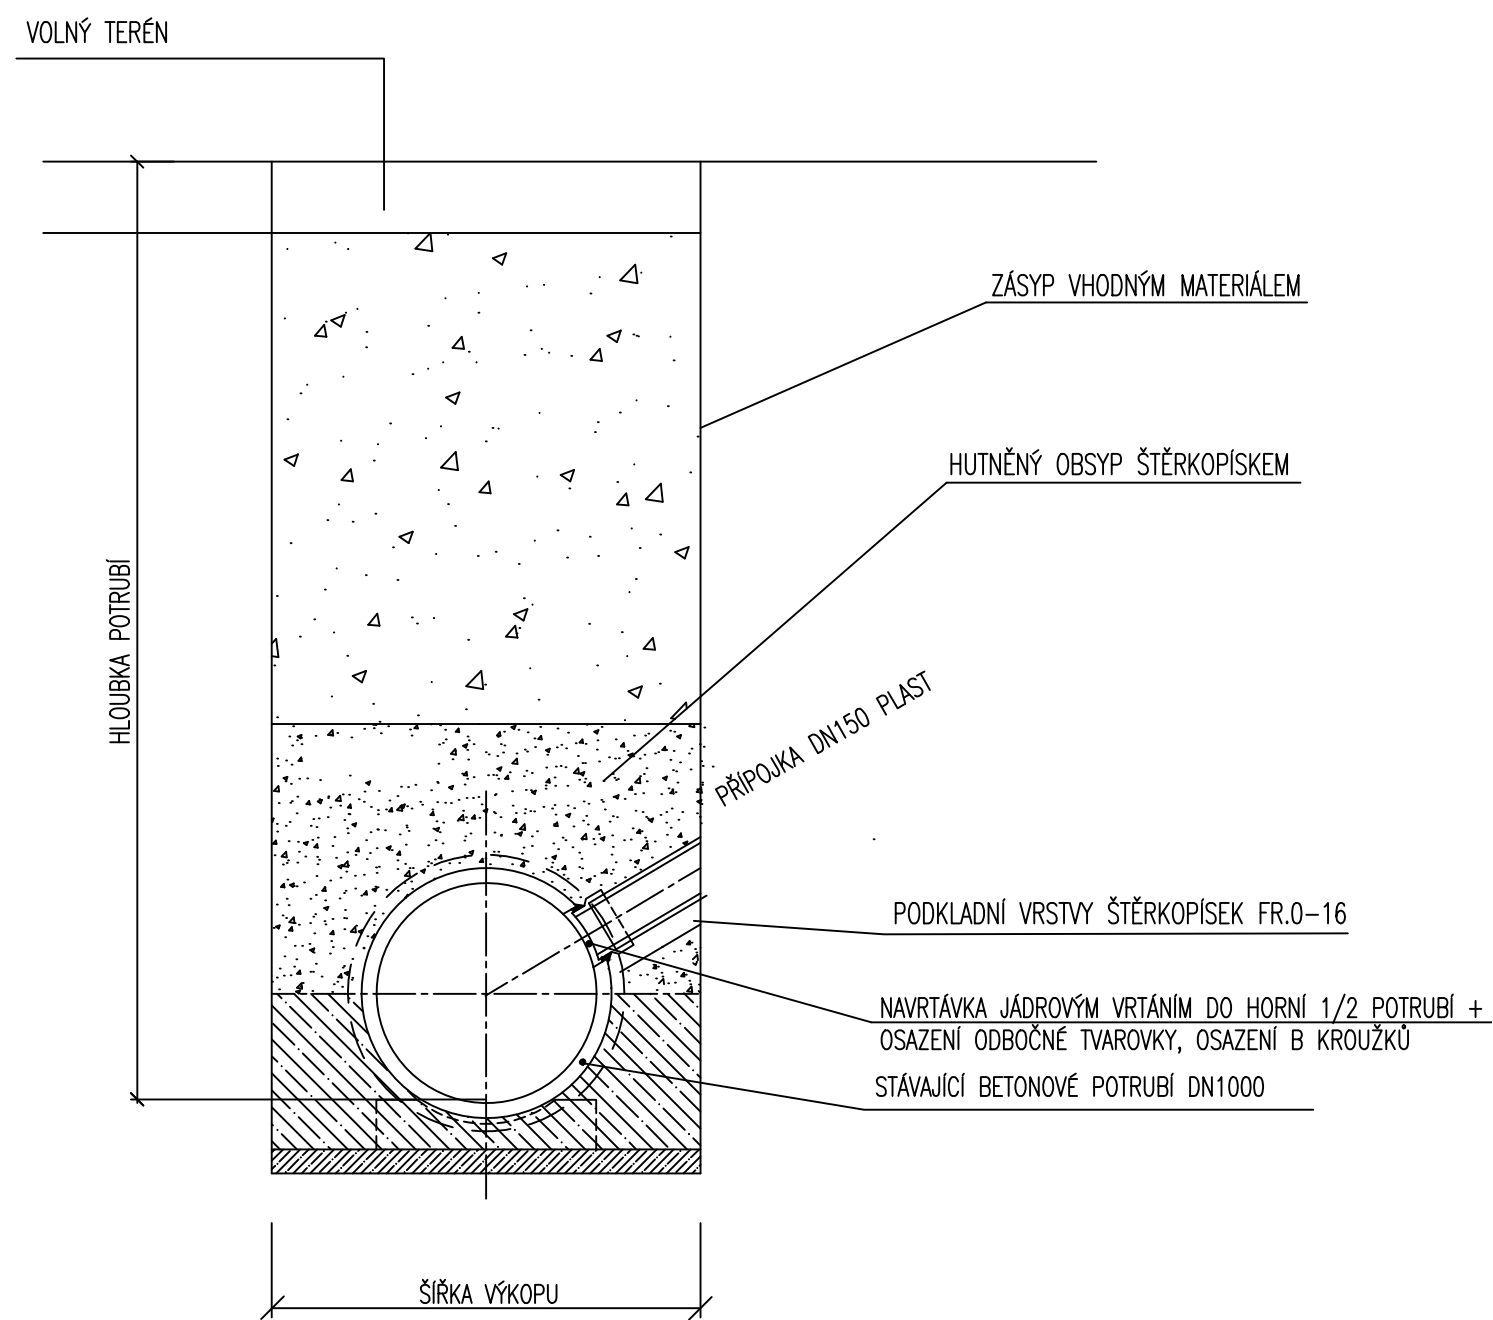 VOLNÝ TERÉN
ZÁSYP VHODNÝM MATERIÁLEM
HUTNĚNÝ OBSYP ŠTĚRKOPÍSKEM
HLOUBKA POTRUBÍ
PŘÍPOJKA DN150 PLAST
PODKLADNÍ VRSTVY ŠTĚRKOPÍSEK FR.0-16
NAVRTÁVKA JÁDROVÝM VRTÁNÍM DO HORNÍ 1/2 POTRUBÍ +
OSAZENÍ ODBOČNÉ TVAROVKY, OSAZENÍ B KROUŽKŮ
STÁVAJÍCÍ BETONOVÉ POTRUBÍ DN1000
ŠÍŘKA VÝKOPU